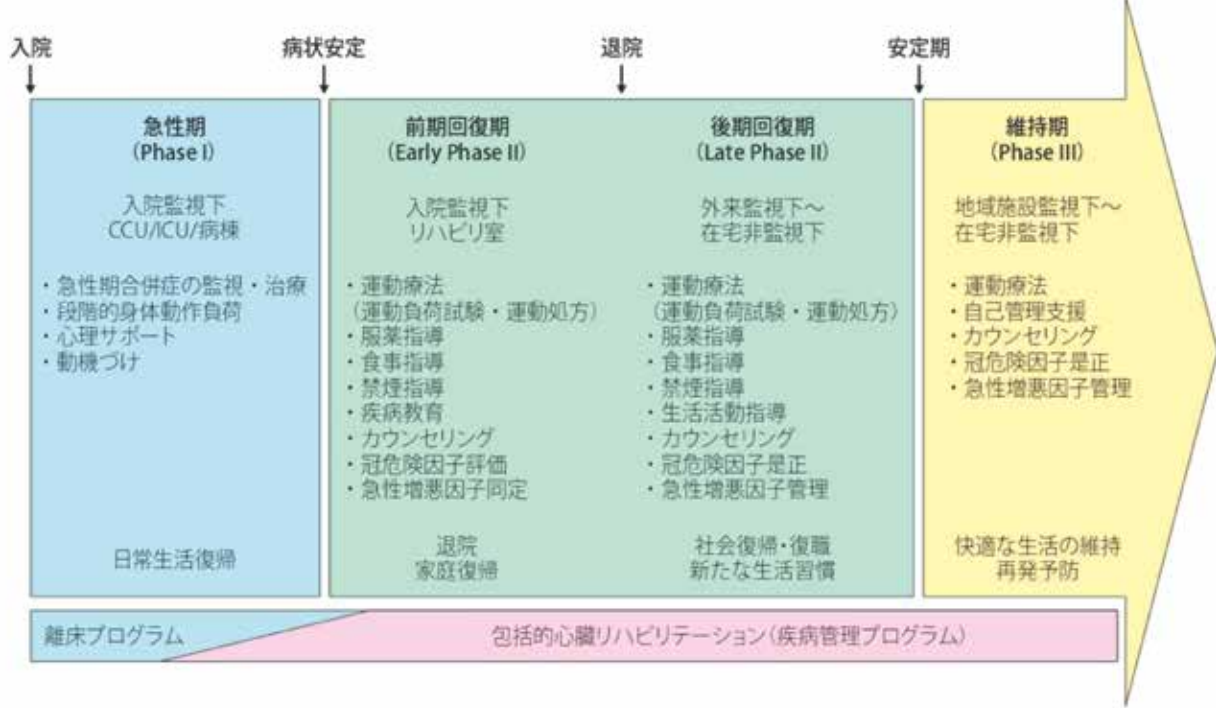 入院
病状安定
退院
安定期
急性期
(Phase I)
入院監視下
CCU/ICU/病棟
・急性期合併症の監視・治療
・段階的身体動作負荷
・心理サポート
・動機づけ
日常生活復帰
前期回復期
(Early Phase II)
入院監視下
リハビリ室
・運動療法
(運動負荷試験・運動処方)
・服薬指導
・食事指導
・禁煙指導
・疾病教育
・カウンセリング
・冠危険因子評価
・急性増悪因子同定
退院
家庭復帰
後期回復期
(Late Phase II)
外来監視下～
在宅非監視下
・運動療法
(運動負荷試験・運動処方)
・服薬指導
・食事指導
・禁煙指導
・生活活動指導
・カウンセリング
・冠危険因子是正
・急性増悪因子管理
社会復帰・復職
新たな生活習慣
維持期
(Phase III)
地域施設監視下～
在宅非監視下
・運動療法
・自己管理支援
・カウンセリング
・冠危険因子是正
・急性増悪因子管理
快適な生活の維持
再発予防
離床プログラム
包括的心臓リハビリテーション(疾病管理プログラム)